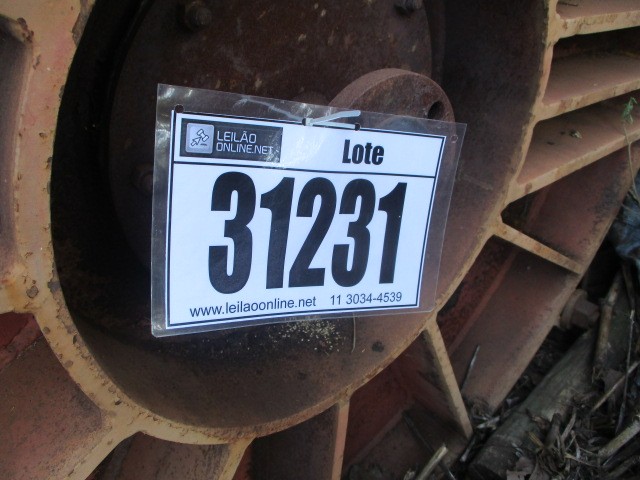 LEILÃO
ONLINE.NET
Lote
31231
www.leilaoonline.net 11 3034-4539